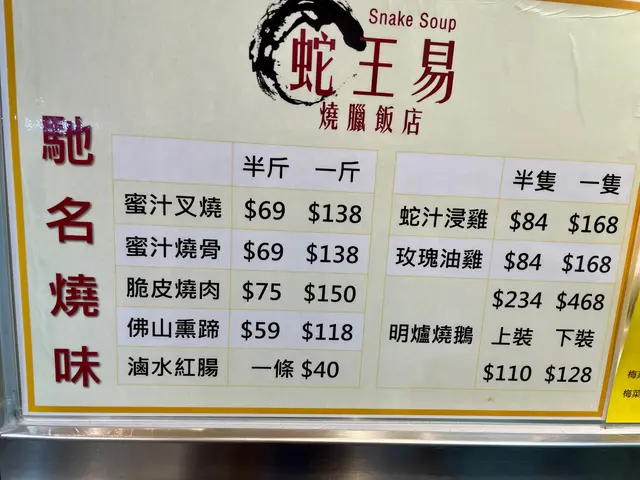 Snake Soup
蛇王易
燒臘飯店
馳名燒味
半斤 一斤
蜜汁叉燒 $69 $138
蜜汁燒骨 $69 $138
脆皮燒肉 $75 $150
佛山熏蹄 $59 $118
滷水紅腸 一條 $40
半隻 一隻
蛇汁浸雞 $84 $168
玫瑰油雞 $84 $168
$234 $468
明爐燒鵝 上裝 下裝
$110 $128